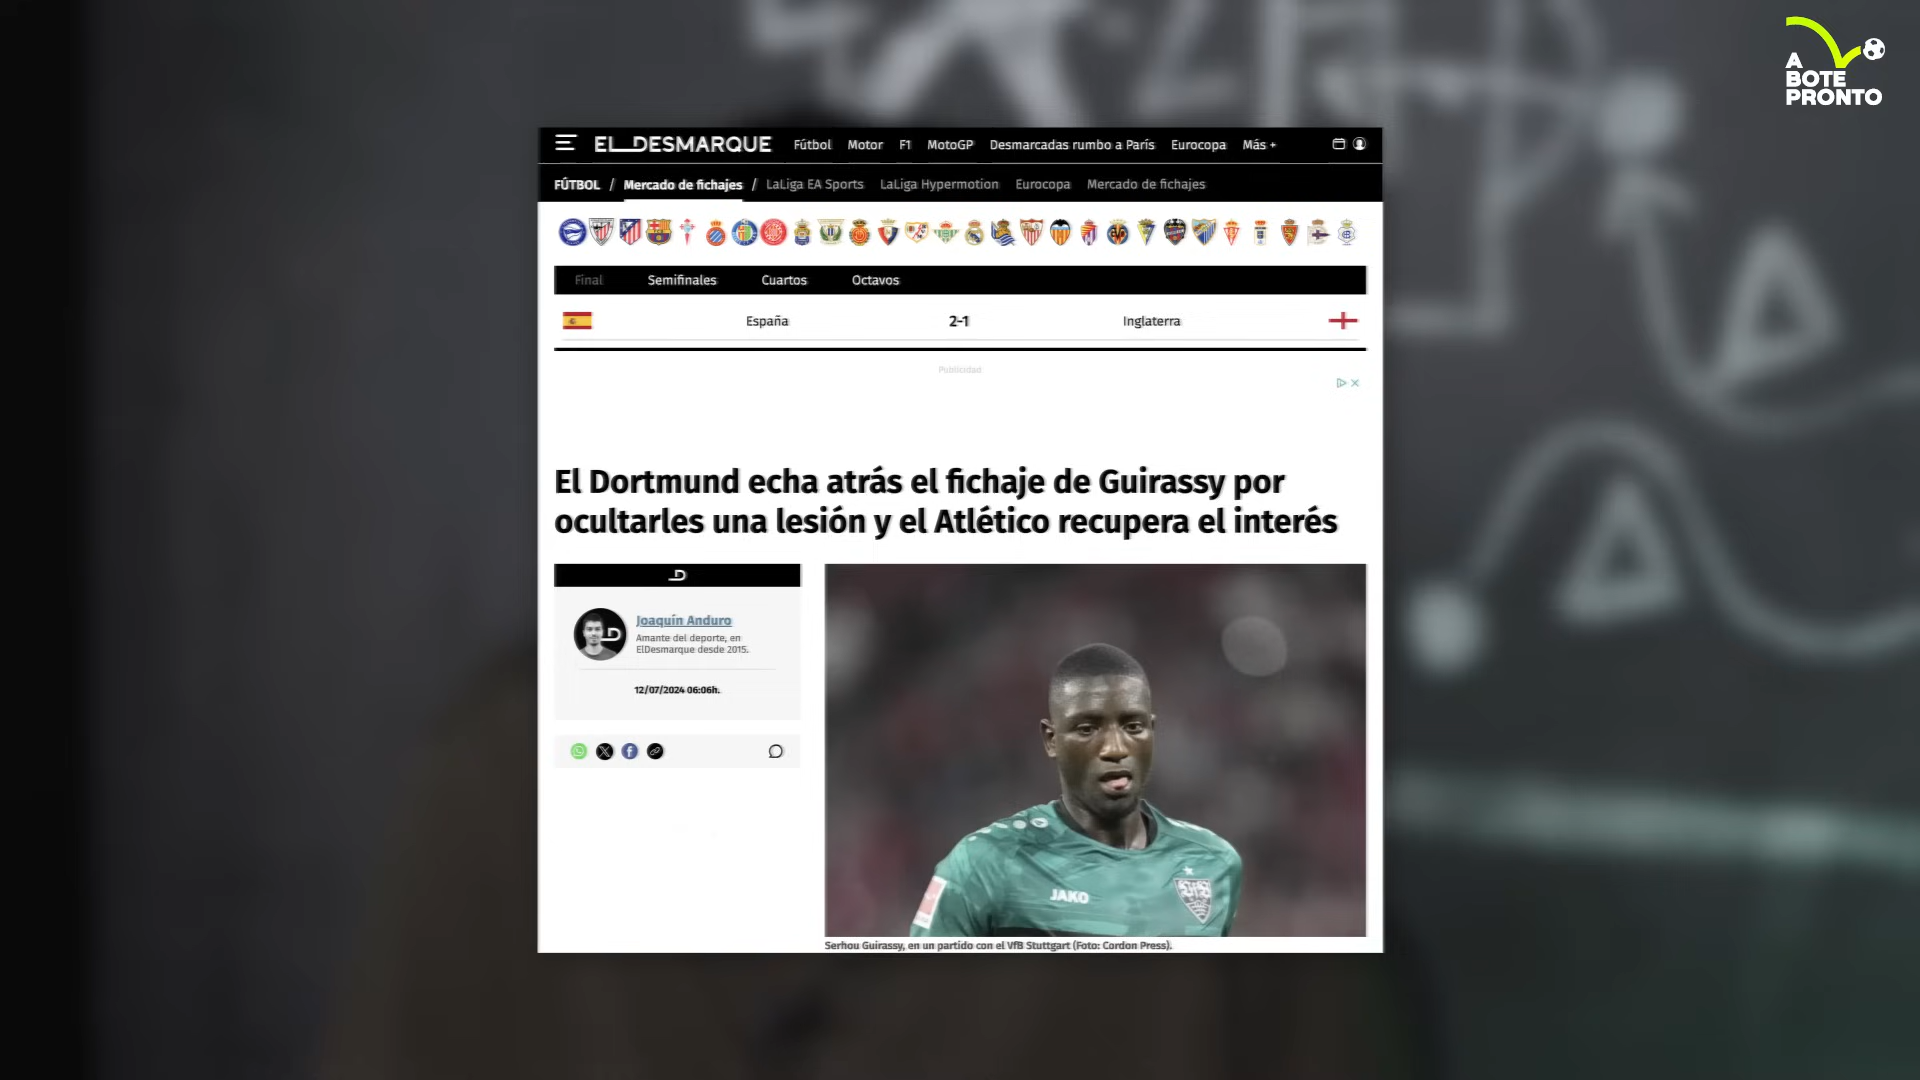 A
BOTE
PRONTO
EL DESMARQUE Fútbol Motor F1 MotoGP Desmarcadas rumbo a París Eurocopa Más +
FÚTBOL / Mercado de fichajes / LaLiga EA Sports LaLiga Hypermotion Eurocopa Mercado de fichajes
Final Semifinales Cuartos Octavos
España 2-1 Inglaterra
Publicidad
El Dortmund echa atrás el fichaje de Guirassy por
ocultarles una lesión y el Atlético recupera el interés
Joaquín Anduro
Amante del deporte, en
ElDesmarque desde 2015.
12/07/2024 06:06h.
JAKO
Serhou Guirassy, en un partido con el VfB Stuttgart (Foto: Cordon Press).